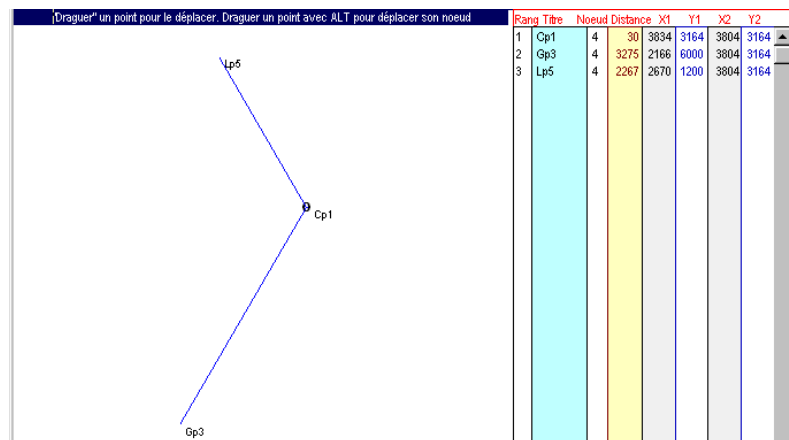 'Draguer" un point pour le déplacer. Draguer un point avec ALT pour déplacer son noeud
Rang Titre Noeud Distance X1 Y1 X2 Y2
1 Cp1 4 30 3834 3164 3804 3164
2 Gp3 4 3275 2166 6000 3804 3164
3 Lp5 4 2267 2670 1200 3804 3164
Lp5
Cp1
Gp3